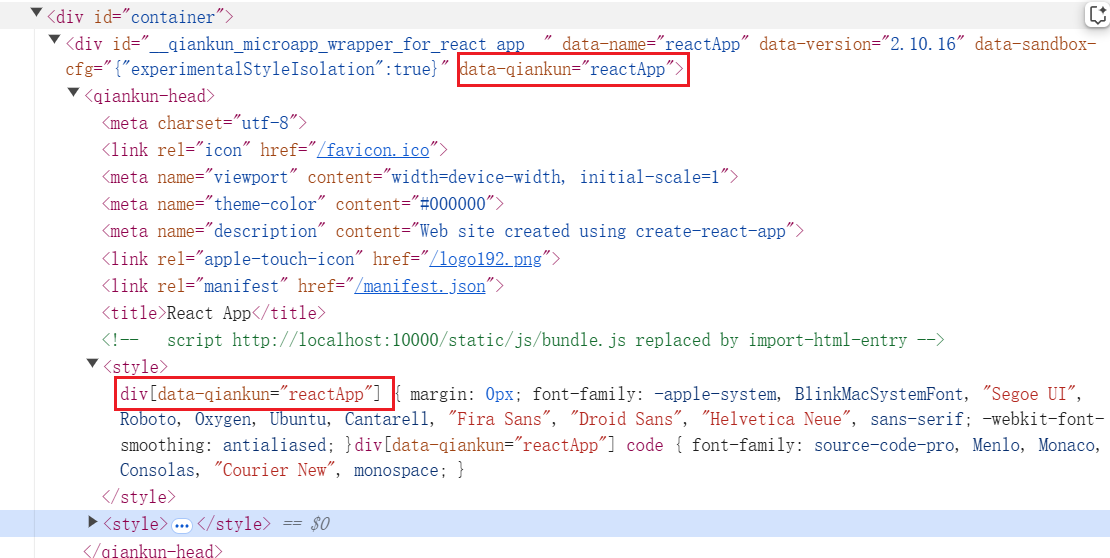 ▼<div id="container">
▼<div id="__qiankun_microapp_wrapper_for_react_app__" data-name="reactApp" data-version="2.10.16" data-sandbox-
cfg="{"experimentalStyleIsolation":true}" data-qiankun="reactApp">
▼<qiankun-head>
<meta charset="utf-8">
<link rel="icon" href="/favicon.ico">
<meta name="viewport" content="width=device-width, initial-scale=1">
<meta name="theme-color" content="#000000">
<meta name="description" content="Web site created using create-react-app">
<link rel="apple-touch-icon" href="/logo192.png">
<link rel="manifest" href="/manifest.json">
<title>React App</title>
<!--  script http://localhost:10000/static/js/bundle.js replaced by import-html-entry -->
▼<style>
div[data-qiankun="reactApp"] { margin: 0px; font-family: -apple-system, BlinkMacSystemFont, "Segoe UI",
Roboto, Oxygen, Ubuntu, Cantarell, "Fira Sans", "Droid Sans", "Helvetica Neue", sans-serif; -webkit-font-
smoothing: antialiased; }div[data-qiankun="reactApp"] code { font-family: source-code-pro, Menlo, Monaco,
Consolas, "Courier New", monospace; }
</style>
▶<style>…</style> == $0
</qiankun-head>